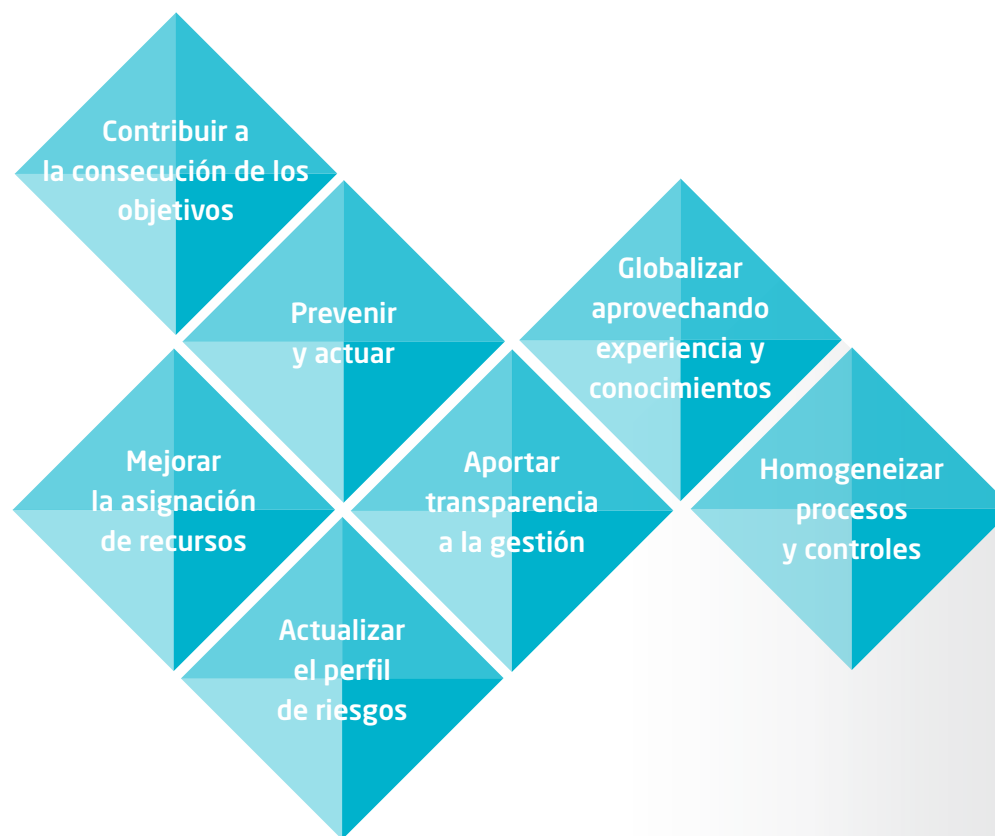 Contribuir a
la consecución de los
objetivos
Prevenir
y actuar
Globalizar
aprovechando
experiencia y
conocimientos
Mejorar
la asignación
de recursos
Aportar
transparencia
a la gestión
Homogeneizar
procesos
y controles
Actualizar
el perfil
de riesgos